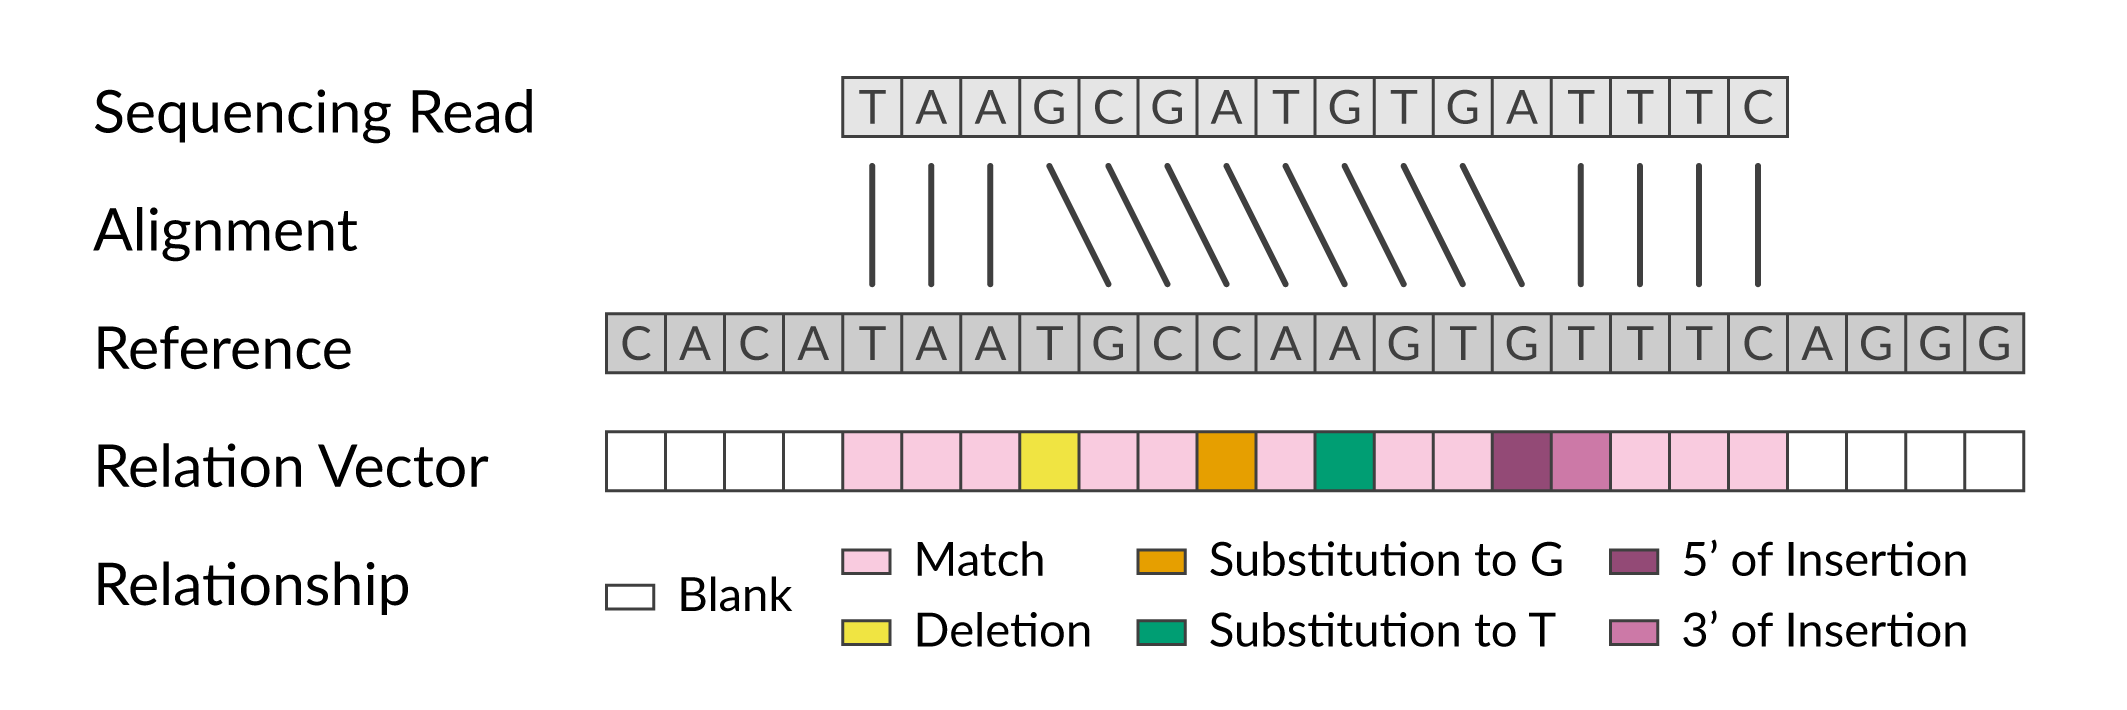 Sequencing Read T A A G C G A T G T G A T T T C
Alignment
Reference C A C A T A A T G C C A A G T G T T T C A G G G
Relation Vector
Relationship
Blank
Match Substitution to G 5’ of Insertion
Deletion Substitution to T 3’ of Insertion